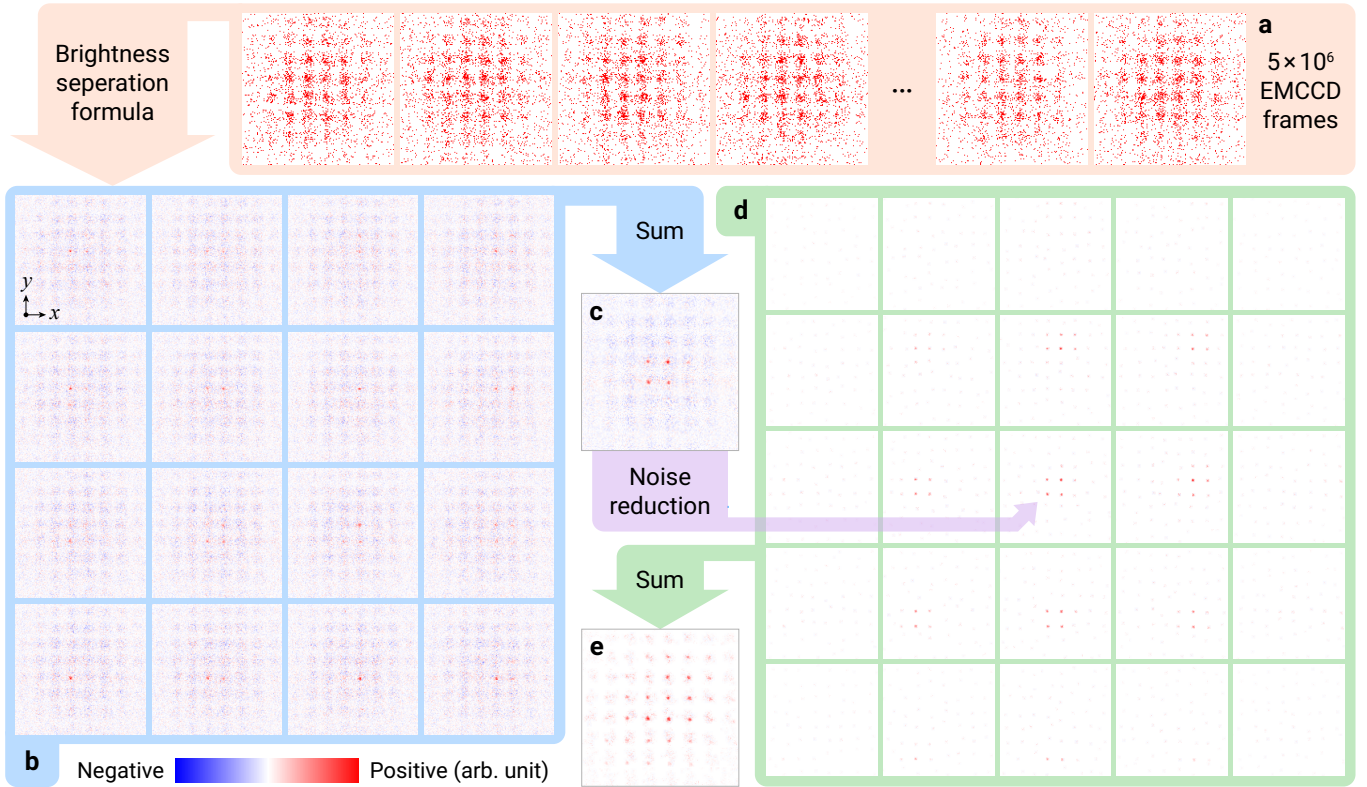 Brightness
seperation
formula
...
a
5×10⁶
EMCCD
frames
y
x
Sum
d
c
Noise
reduction
Sum
e
b
Negative
Positive (arb. unit)